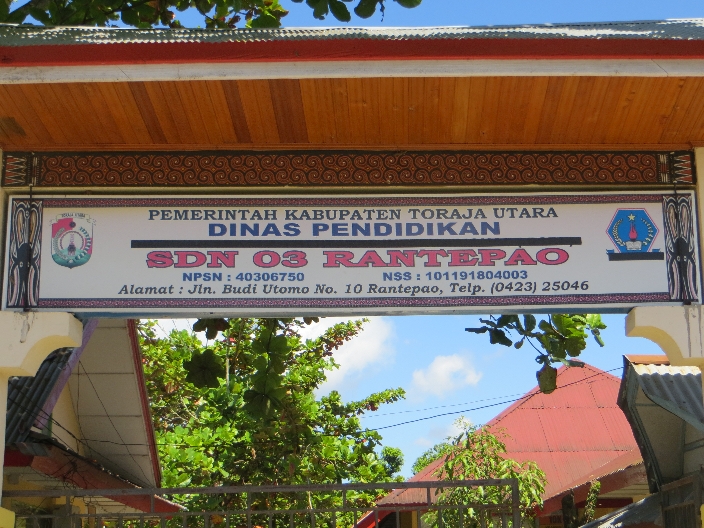 PEMERINTAH KABUPATEN TORAJA UTARA
DINAS PENDIDIKAN
SDN 03 RANTEPAO
NPSN : 40306750 NSS : 101191804003
Alamat : Jln. Budi Utomo No. 10 Rantepao, Telp. (0423) 25046